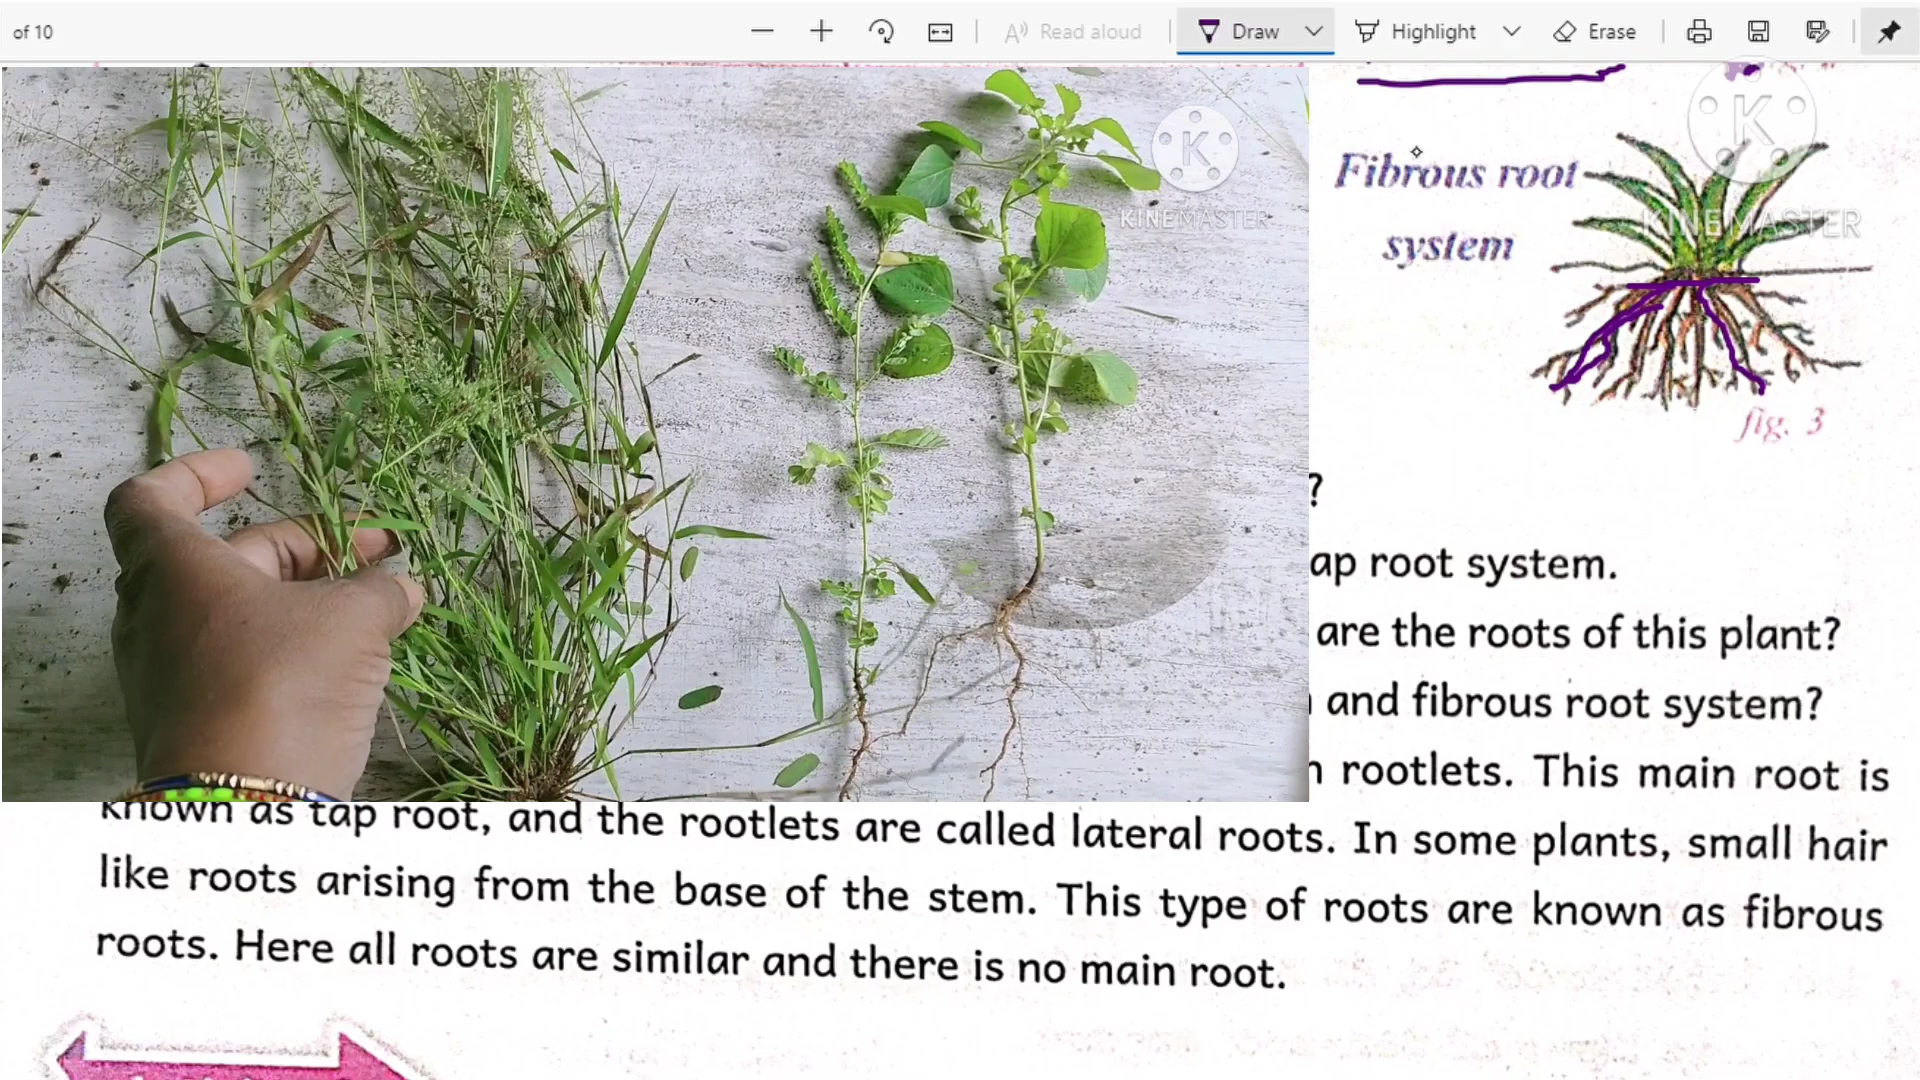 of 10
Read aloud
Draw
Highlight
Erase
K
KINEMASTER
K
KINEMASTER
Fibrous root
system
fig. 3
?
ap root system.
are the roots of this plant?
and fibrous root system?
rootlets. This main root is
known as tap root, and the rootlets are called lateral roots. In some plants, small hair
like roots arising from the base of the stem. This type of roots are known as fibrous
roots. Here all roots are similar and there is no main root.